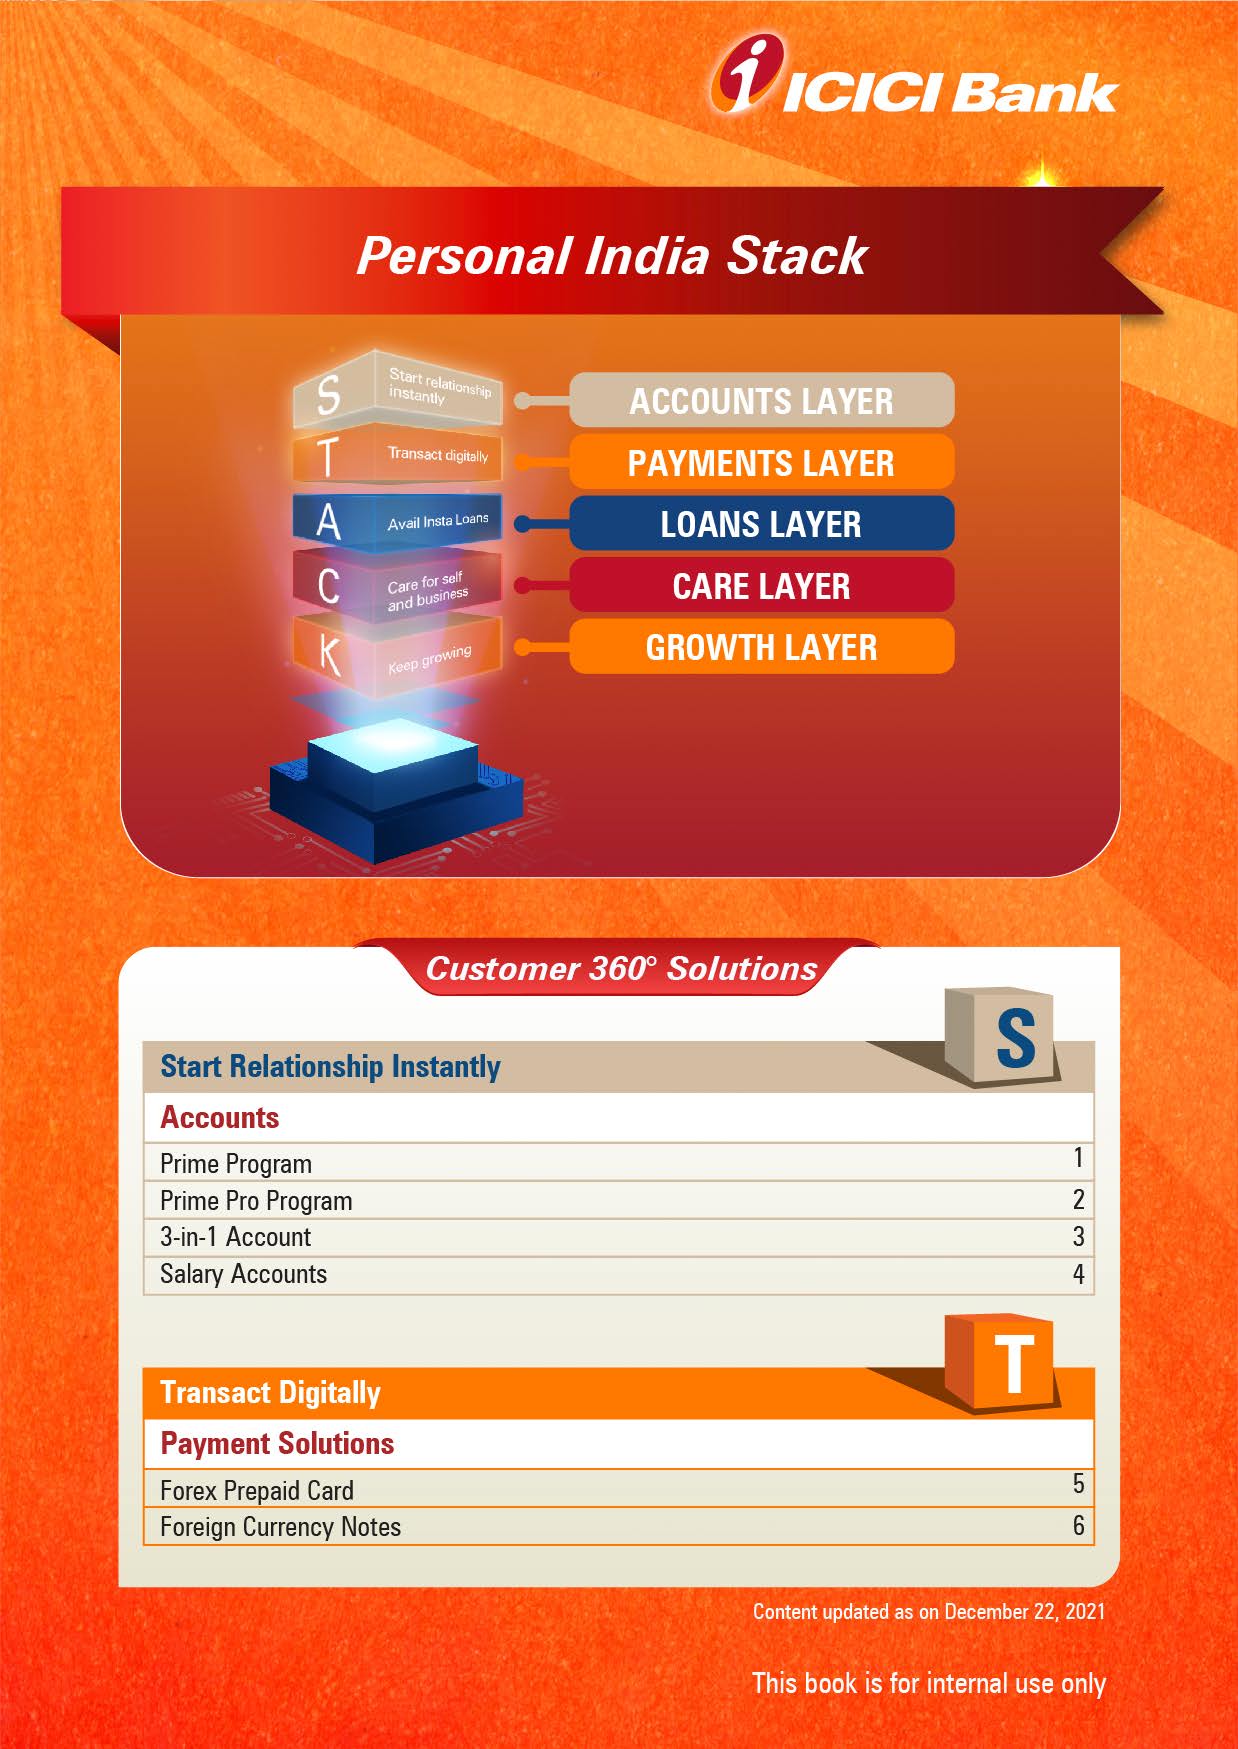 i ICICI Bank
Personal India Stack
S Start relationship
instantly
ACCOUNTS LAYER
T Transact digitally
PAYMENTS LAYER
A Avail Insta Loans
LOANS LAYER
C Care for self
and business
CARE LAYER
K Keep growing
GROWTH LAYER
Customer 360° Solutions
S
Start Relationship Instantly
Accounts
Prime Program 1
Prime Pro Program 2
3-in-1 Account 3
Salary Accounts 4
T
Transact Digitally
Payment Solutions
Forex Prepaid Card 5
Foreign Currency Notes 6
Content updated as on December 22, 2021
This book is for internal use only